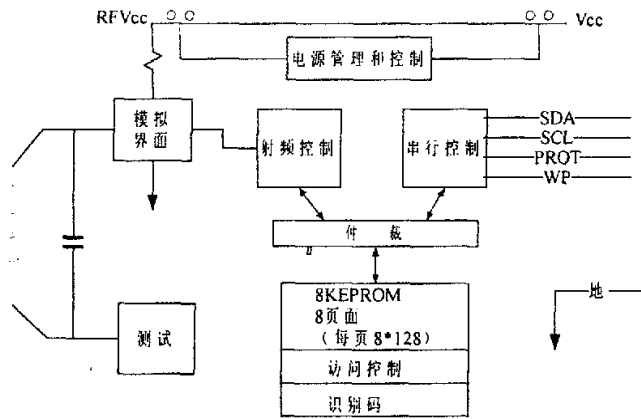 RFVcc
Vcc
电源管理和控制
模拟
界面
射频控制
串行控制
SDA
SCL
PROT
WP
仲裁
8KEPROM
8页面
(每页8*128)
访问控制
识别码
测试
地